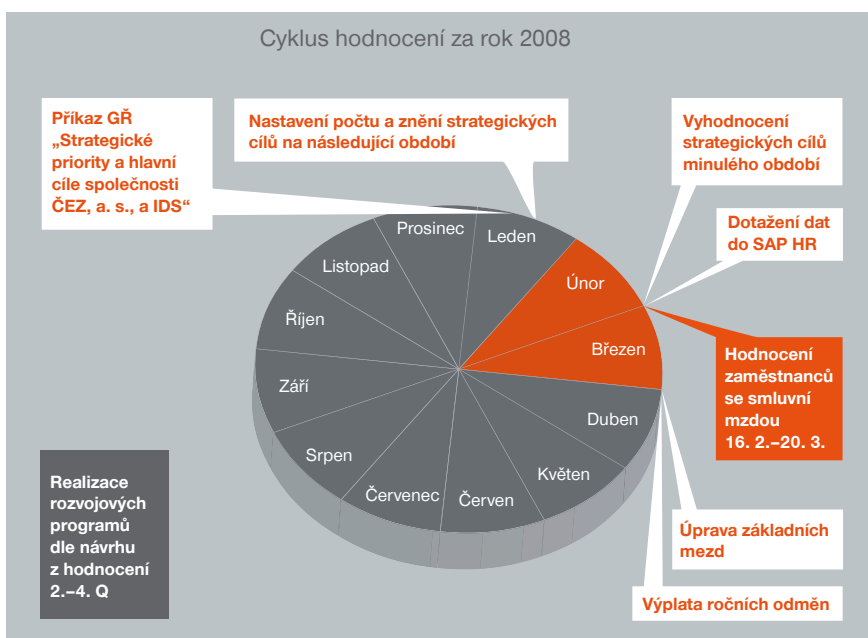 Cyklus hodnocení za rok 2008
Příkaz GŘ
„Strategické
priority a hlavní
cíle společnosti
ČEZ, a. s., a IDS“
Nastavení počtu a znění strategických
cílů na následující období
Vyhodnocení
strategických cílů
minulého období
Dotažení dat
do SAP HR
Prosinec
Leden
Listopad
Únor
Říjen
Březen
Září
Duben
Srpen
Květen
Červenec
Červen
Hodnocení
zaměstnanců
se smluvní
mzdou
16. 2.–20. 3.
Realizace
rozvojových
programů
dle návrhu
z hodnocení
2.–4. Q
Úprava základních
mezd
Výplata ročních odměn